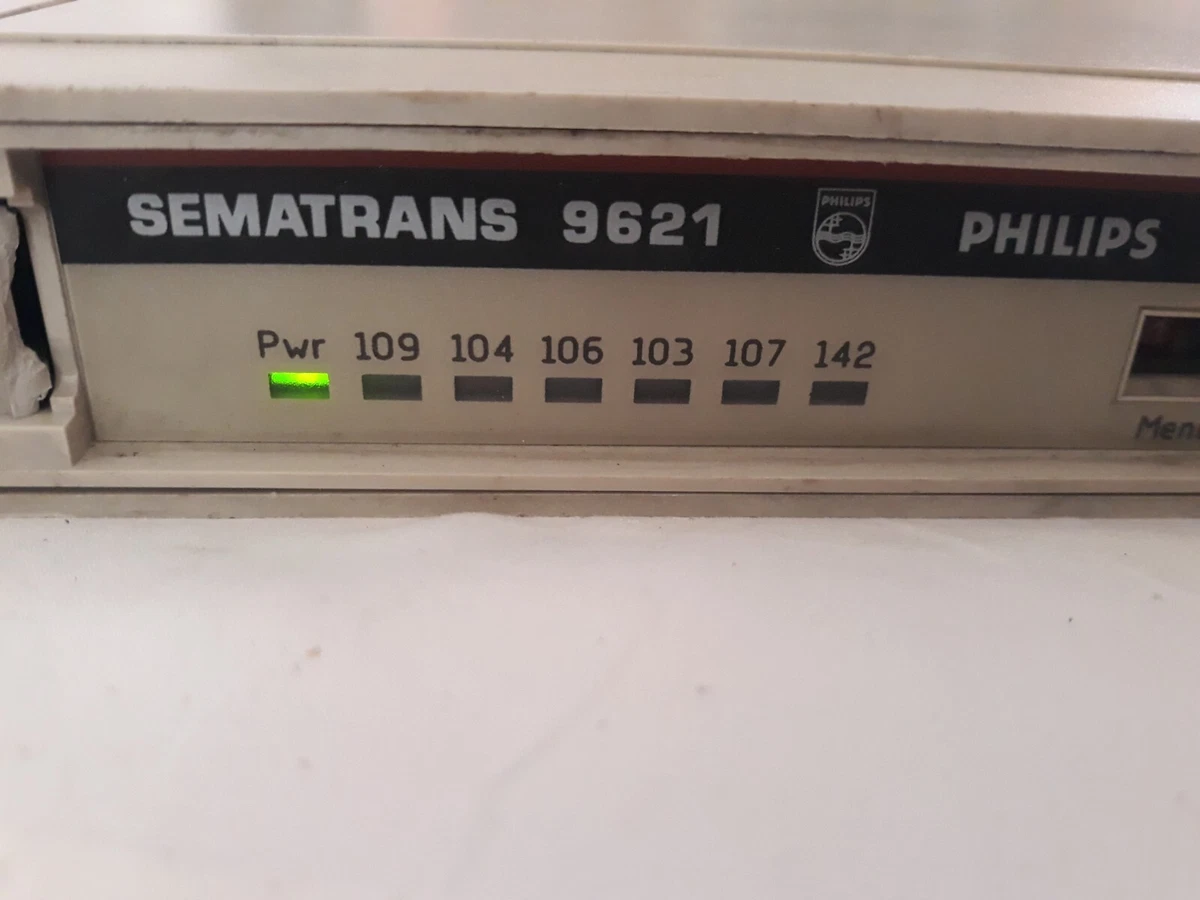 SEMATRANS 9621 PHILIPS PHILIPS
Pwr 109 104 106 103 107 142